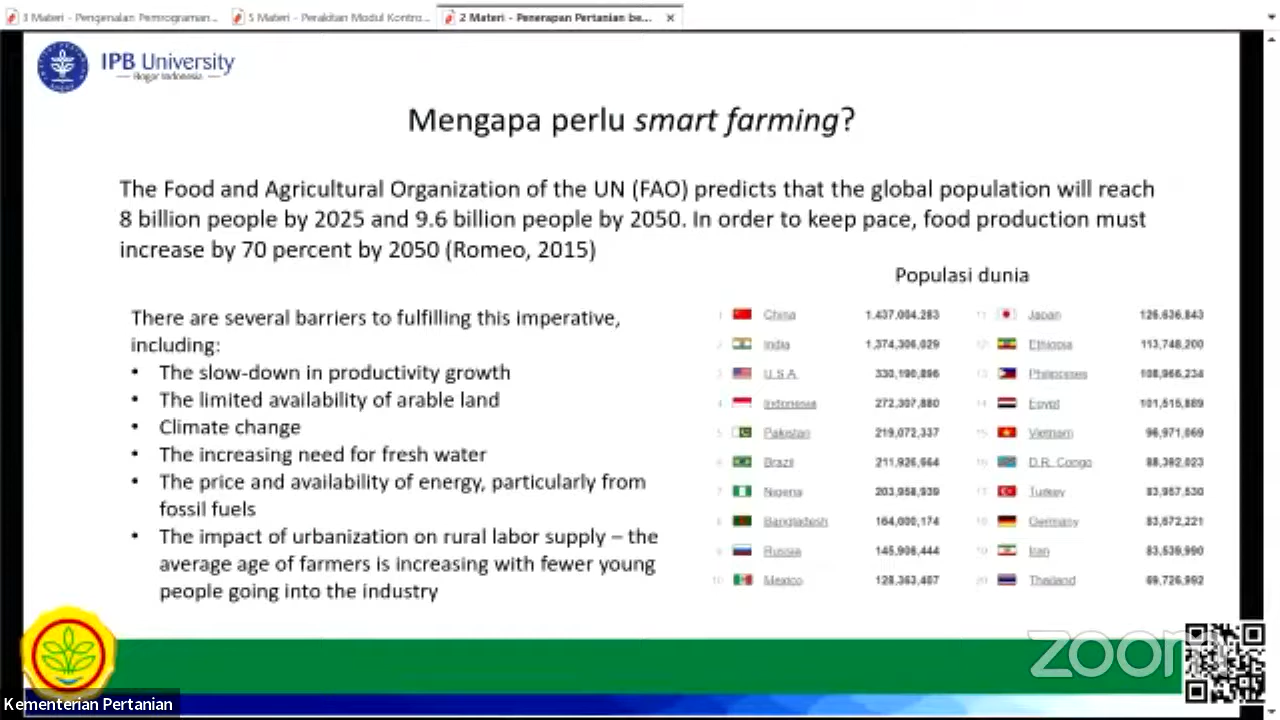 3 Materi - Pengenalan Pemrograman...
5 Materi - Perakitan Modul Kontro...
2 Materi - Penerapan Pertanian be...
IPB University
Bogor Indonesia
Mengapa perlu smart farming?
The Food and Agricultural Organization of the UN (FAO) predicts that the global population will reach
8 billion people by 2025 and 9.6 billion people by 2050. In order to keep pace, food production must
increase by 70 percent by 2050 (Romeo, 2015)
There are several barriers to fulfilling this imperative,
including:
• The slow-down in productivity growth
• The limited availability of arable land
• Climate change
• The increasing need for fresh water
• The price and availability of energy, particularly from
fossil fuels
• The impact of urbanization on rural labor supply – the
average age of farmers is increasing with fewer young
people going into the industry
Populasi dunia
1 China 1,437,004,283
2 India 1,374,306,029
3 U.S.A. 330,190,896
4 Indonesia 272,307,880
5 Pakistan 219,072,337
6 Brazil 211,926,664
7 Nigeria 203,958,939
8 Bangladesh 164,000,174
9 Russia 145,908,444
10 Mexico 128,363,407
11 Japan 126,636,843
12 Ethiopia 113,748,200
13 Philippines 108,966,234
14 Egypt 101,515,889
15 Vietnam 96,971,069
16 D.R. Congo 88,392,023
17 Turkey 83,957,530
18 Germany 83,672,221
19 Iran 83,539,990
20 Thailand 69,726,992
zoom
Kementerian Pertanian